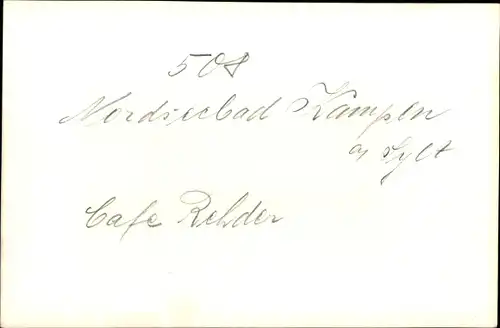 508
Nordseebad Kampen
a/ Sylt
Cafe Rehder